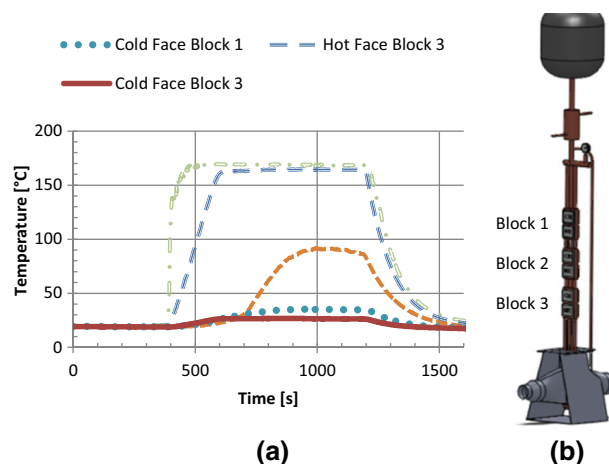 Cold Face Block 1
Hot Face Block 3
Cold Face Block 3
200
150
100
50
0
Temperature [°C]
0
500
1000
1500
Time [s]
Block 1
Block 2
Block 3
(a)
(b)